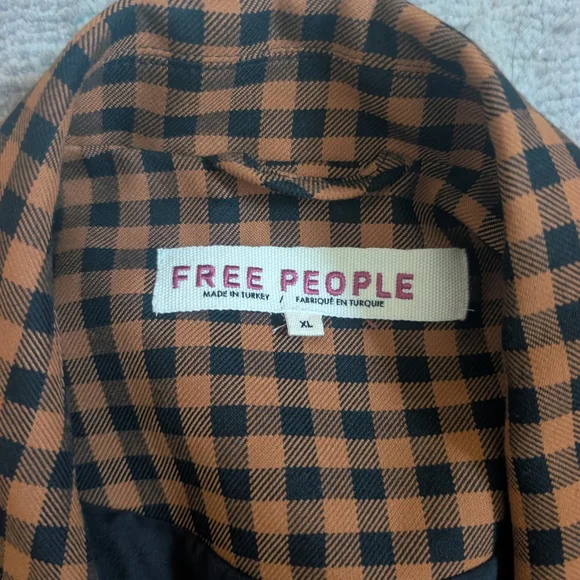 FREE PEOPLE
MADE IN TURKEY / FABRIQUÉ EN TURQUIE
XL